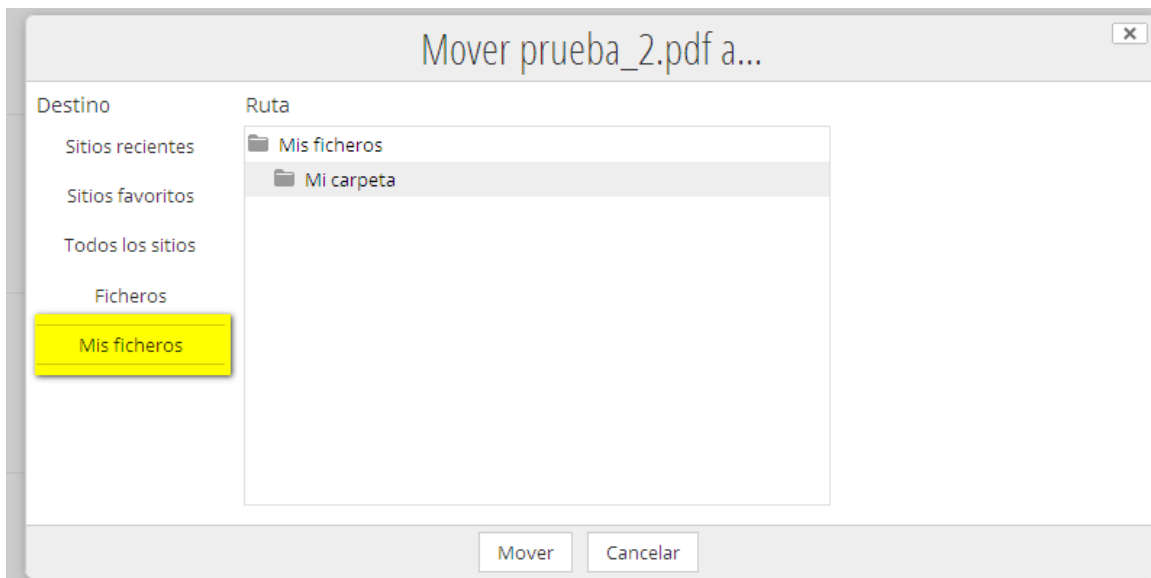 Mover prueba_2.pdf a...
Destino
Ruta
Sitios recientes
Sitios favoritos
Todos los sitios
Ficheros
Mis ficheros
Mis ficheros
Mi carpeta
Mover
Cancelar